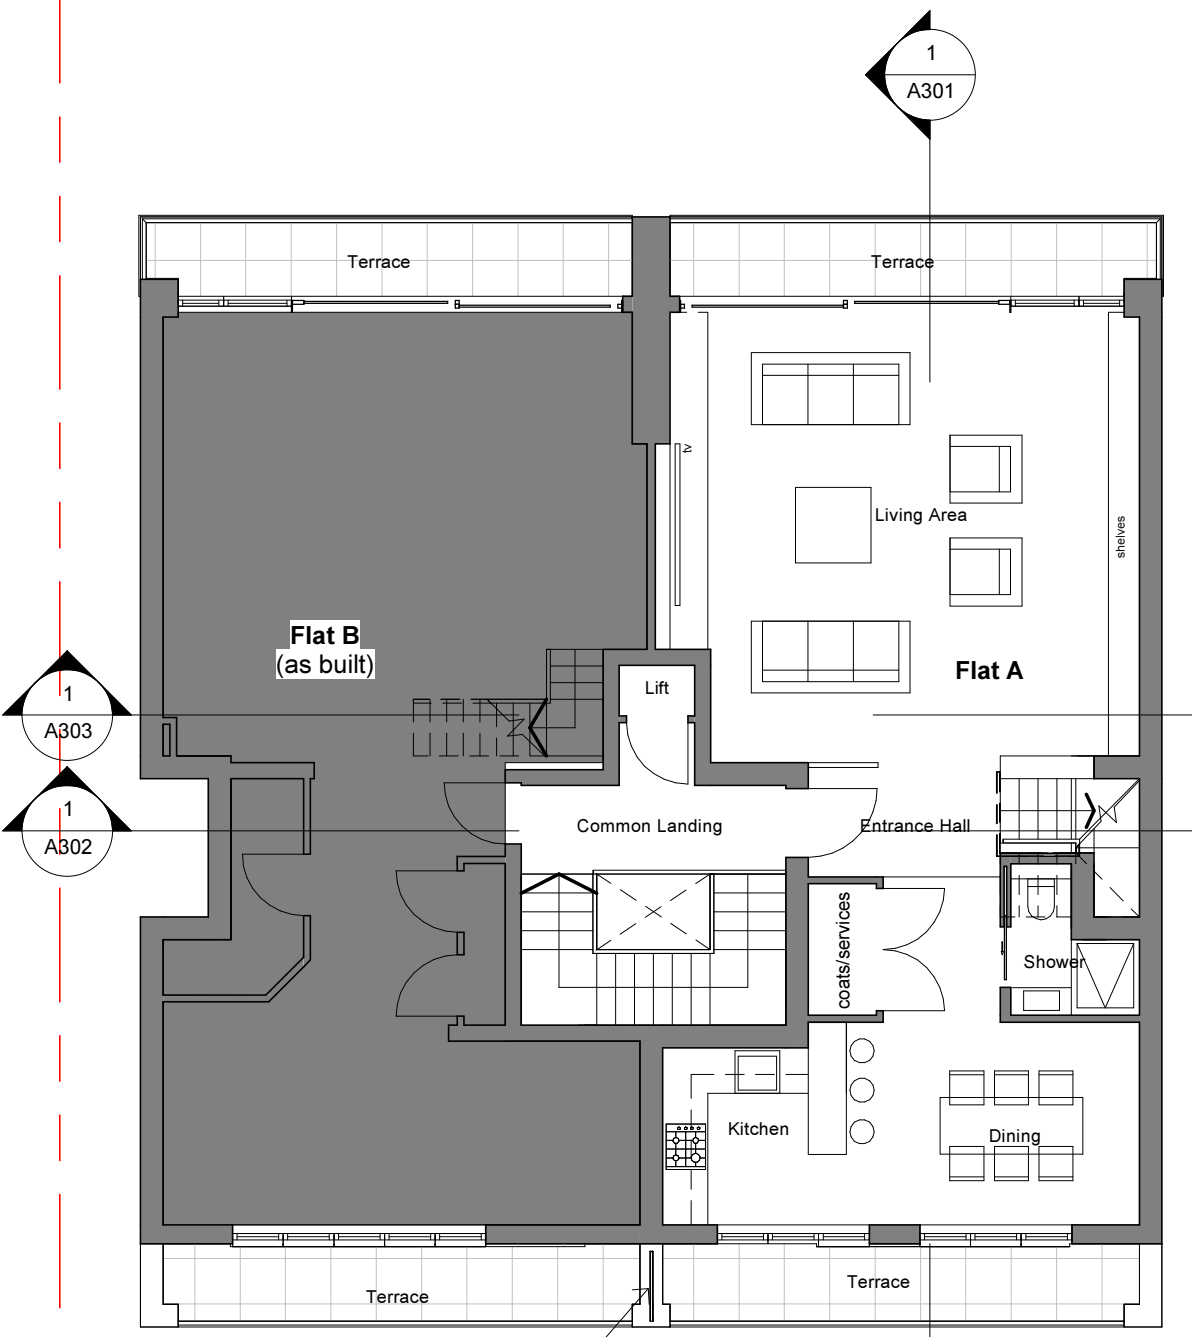 1
A301
Terrace
Terrace
tv
Living Area
shelves
Flat B
(as built)
Flat A
Lift
1
A303
1
A302
Common Landing
Entrance Hall
coats/services
Shower
Kitchen
Dining
Terrace
Terrace